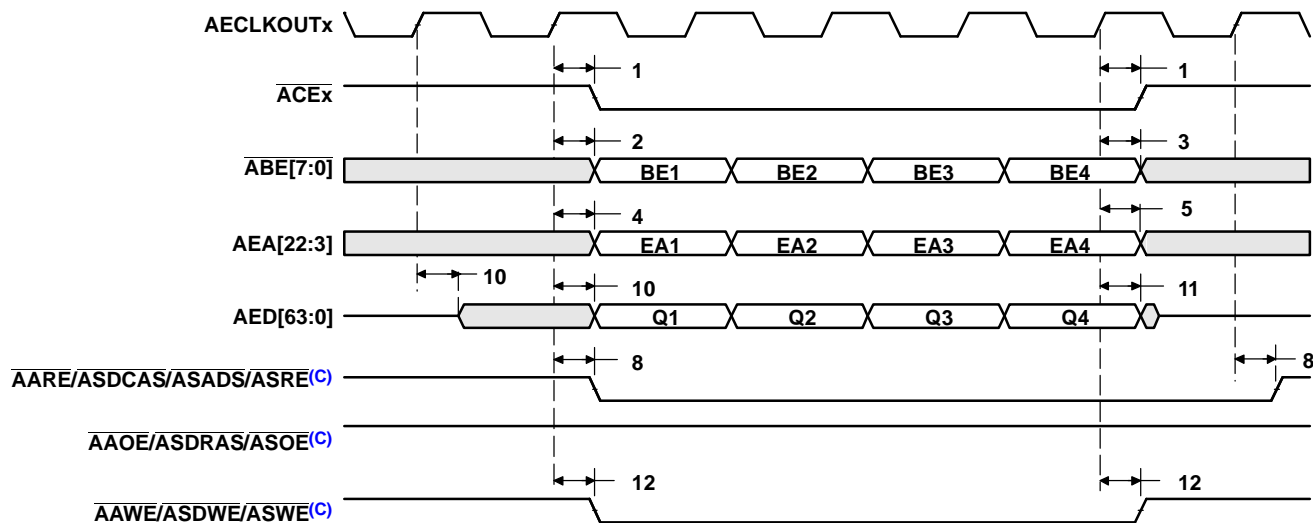 AECLKOUTx
1 1
ACEx
2 3
ABE[7:0] BE1 BE2 BE3 BE4
4 5
AEA[22:3] EA1 EA2 EA3 EA4
10 10 11
AED[63:0] Q1 Q2 Q3 Q4
8 8
AARE/ASDCAS/ASADS/ASRE(C)
AAOE/ASDRAS/ASOE(C)
12 12
AAWE/ASDWE/ASWE(C)